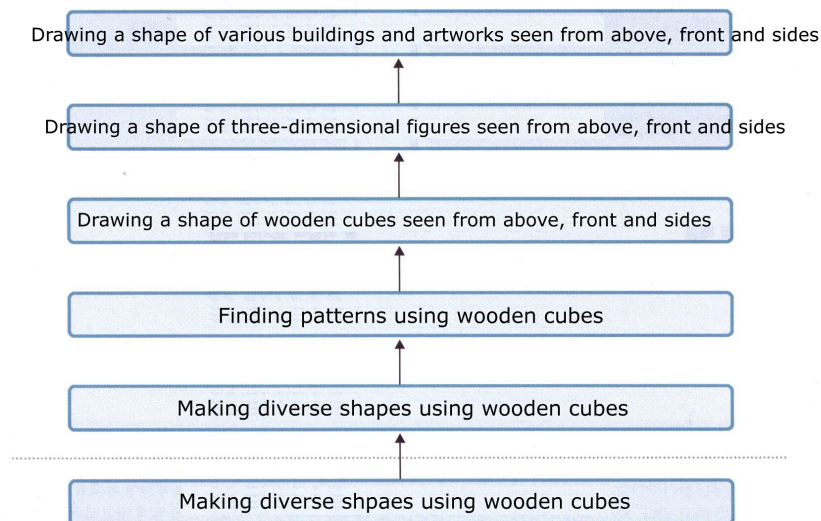 Drawing a shape of various buildings and artworks seen from above, front and sides
Drawing a shape of three-dimensional figures seen from above, front and sides
Drawing a shape of wooden cubes seen from above, front and sides
Finding patterns using wooden cubes
Making diverse shapes using wooden cubes
Making diverse shpaes using wooden cubes